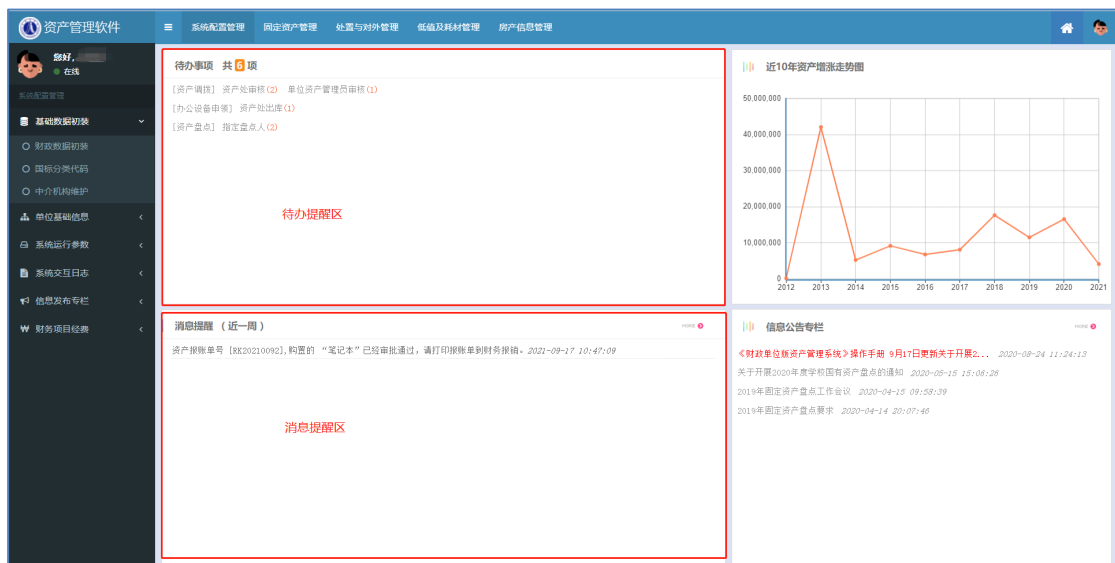 资产管理软件
系统配置管理 固定资产管理 处置与对外管理 低值及耗材管理 房产信息管理
您好,
在线
系统配置管理
基础数据初装
财政数据初装
国标分类代码
中介机构维护
单位基础信息
系统运行参数
系统交互日志
信息发布专栏
财务项目经费
待办事项 共 6 项
[资产调拨] 资产处审核(2) 单位资产管理员审核(1)
[办公设备申领] 资产处出库(1)
[资产盘点] 指定盘点人(2)
待办提醒区
近10年资产增涨走势图
50,000,000
40,000,000
30,000,000
20,000,000
10,000,000
0
2012 2013 2014 2015 2016 2017 2018 2019 2020 2021
消息提醒 (近一周)
HOME
资产报账单号 [RK20210092],购置的 “笔记本”已经审批通过，请打印报账单到财务报销。2021-09-17 10:47:09
消息提醒区
信息公告专栏
HOME
《财政单位版资产管理系统》操作手册 9月17日更新关于开展2... 2020-08-24 11:24:13
关于开展2020年度学校国有资产盘点的通知 2020-05-15 15:06:26
2019年固定资产盘点工作会议 2020-04-15 09:58:39
2019年固定资产盘点要求 2020-04-14 20:07:46